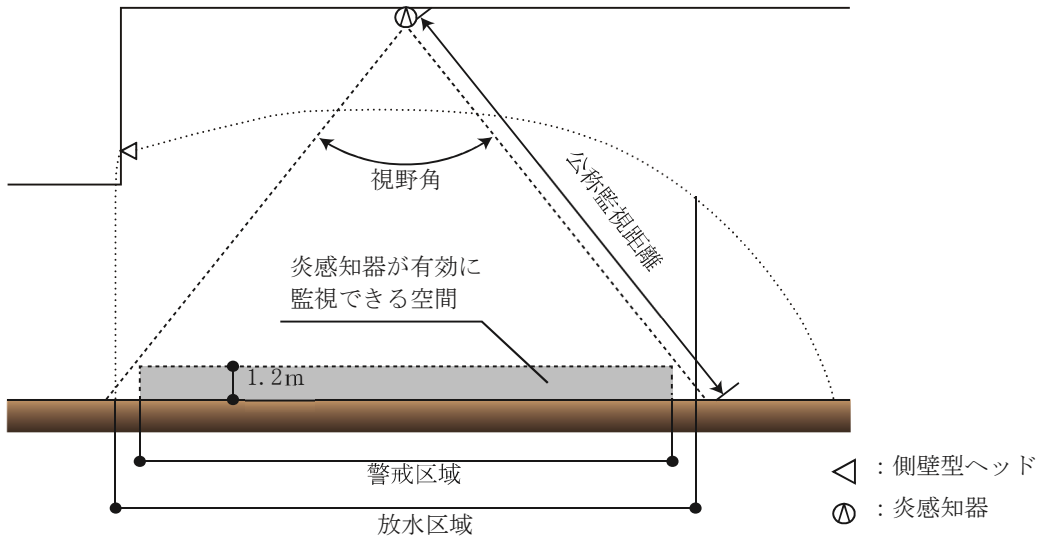 視野角
公称監視距離
炎感知器が有効に
監視できる空間
1.2m
警戒区域
放水区域
：側壁型ヘッド
：炎感知器